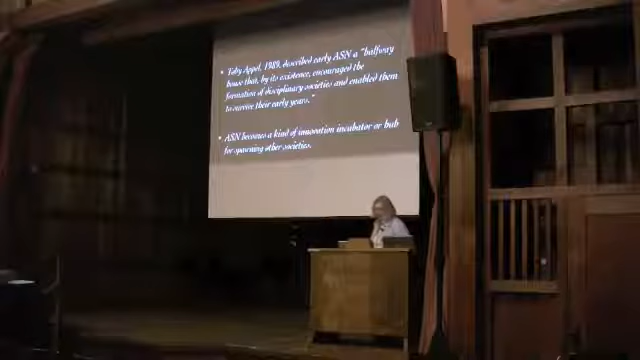 • Toby Appel, 1989, described early ASN a "halfway
house that, by its existence, encouraged the
formation of disciplinary societies and enabled them
to survive their early years."
• ASN becomes a kind of innovation incubator or hub
for spawning other societies.